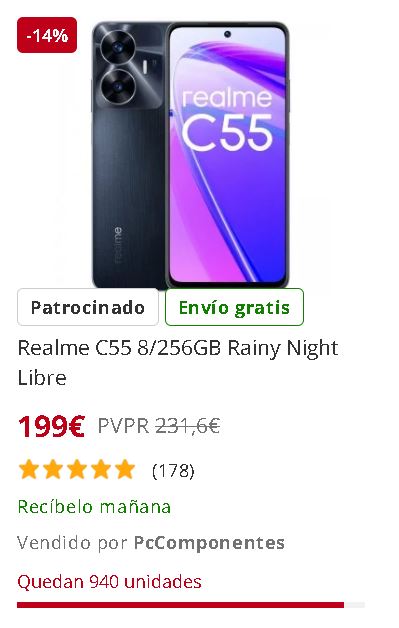 -14%
realme
C55
realme
Patrocinado
Envío gratis
Realme C55 8/256GB Rainy Night
Libre
199€ PVPR 231,6€
(178)
Recíbelo mañana
Vendido por PcComponentes
Quedan 940 unidades